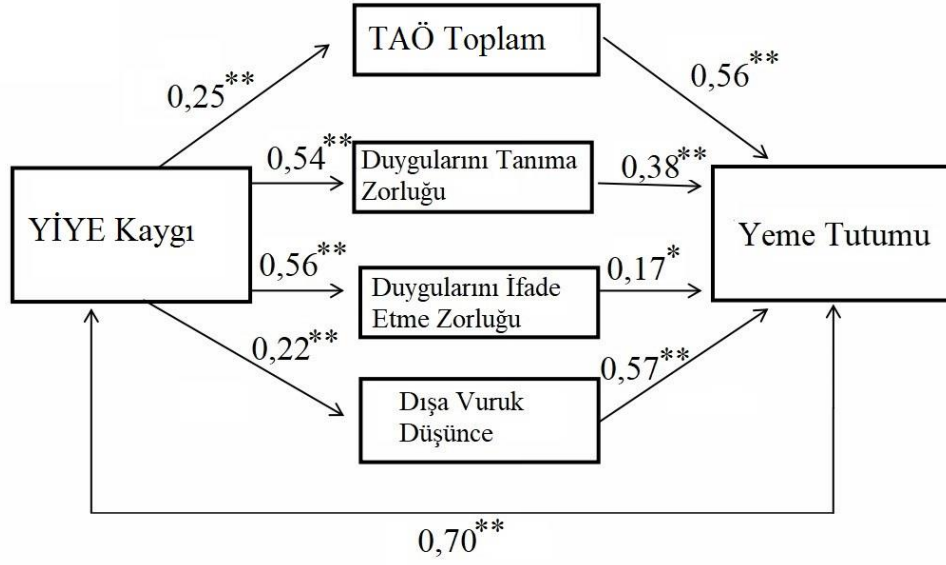 TAÖ Toplam
0,25**
0,56**
0,54**
Duygularını Tanıma
Zorluğu
0,38**
YİYE Kaygı
Yeme Tutumu
0,56**
Duygularını İfade
Etme Zorluğu
0,17*
0,22**
Dışa Vuruk
Düşünce
0,57**
0,70**